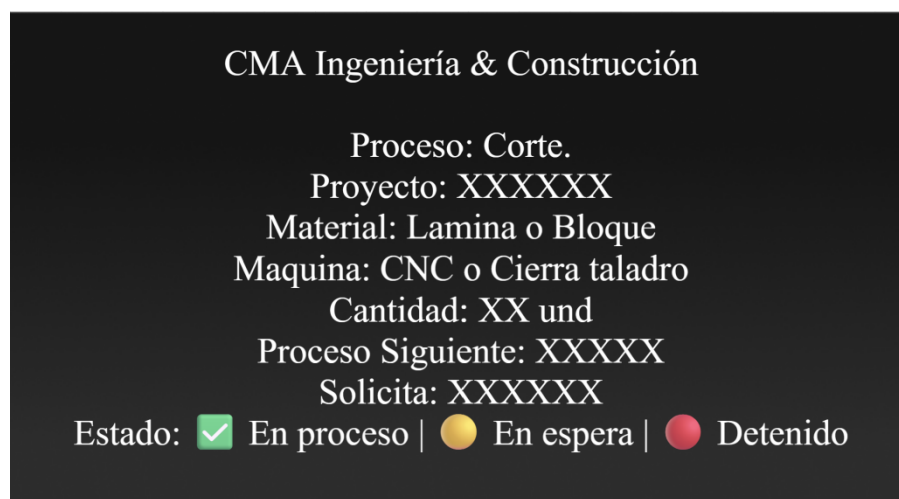 CMA Ingeniería & Construcción
Proceso: Corte.
Proyecto: XXXXXX
Material: Lamina o Bloque
Maquina: CNC o Cierra taladro
Cantidad: XX und
Proceso Siguiente: XXXXX
Solicita: XXXXXX
Estado: ✅ En proceso | 🟡 En espera | 🔴 Detenido